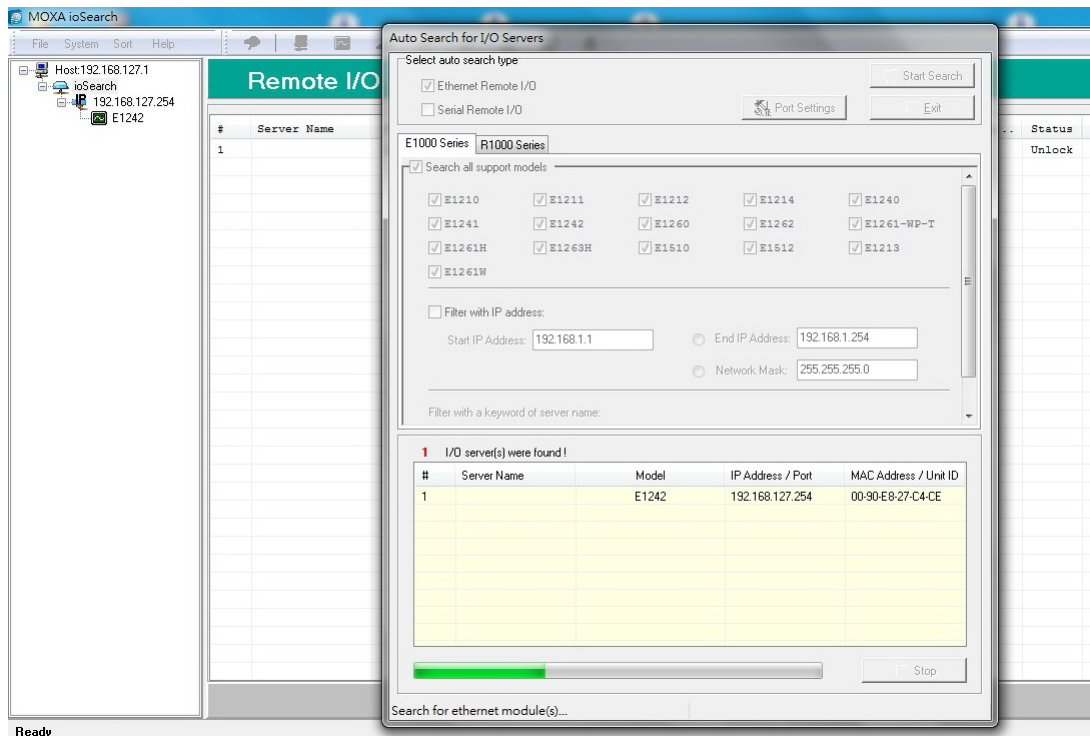 MOXA ioSearch
File System Sort Help
Host:192.168.127.1
ioSearch
192.168.127.254
E1242
Remote I/O
# Server Name .. Status
1 Unlock
Auto Search for I/O Servers
Select auto search type
Ethernet Remote I/O
Serial Remote I/O
Start Search
Port Settings
Exit
E1000 Series R1000 Series
Search all support models
E1210 E1211 E1212 E1214 E1240
E1241 E1242 E1260 E1262 E1261-WP-T
E1261H E1263H E1510 E1512 E1213
E1261W
Filter with IP address:
Start IP Address: 192.168.1.1 End IP Address: 192.168.1.254
Network Mask: 255.255.255.0
Filter with a keyword of server name:
1 I/O server(s) were found !
# Server Name Model IP Address / Port MAC Address / Unit ID
1 E1242 192.168.127.254 00-90-E8-27-C4-CE
Stop
Search for ethernet module(s)...
Ready